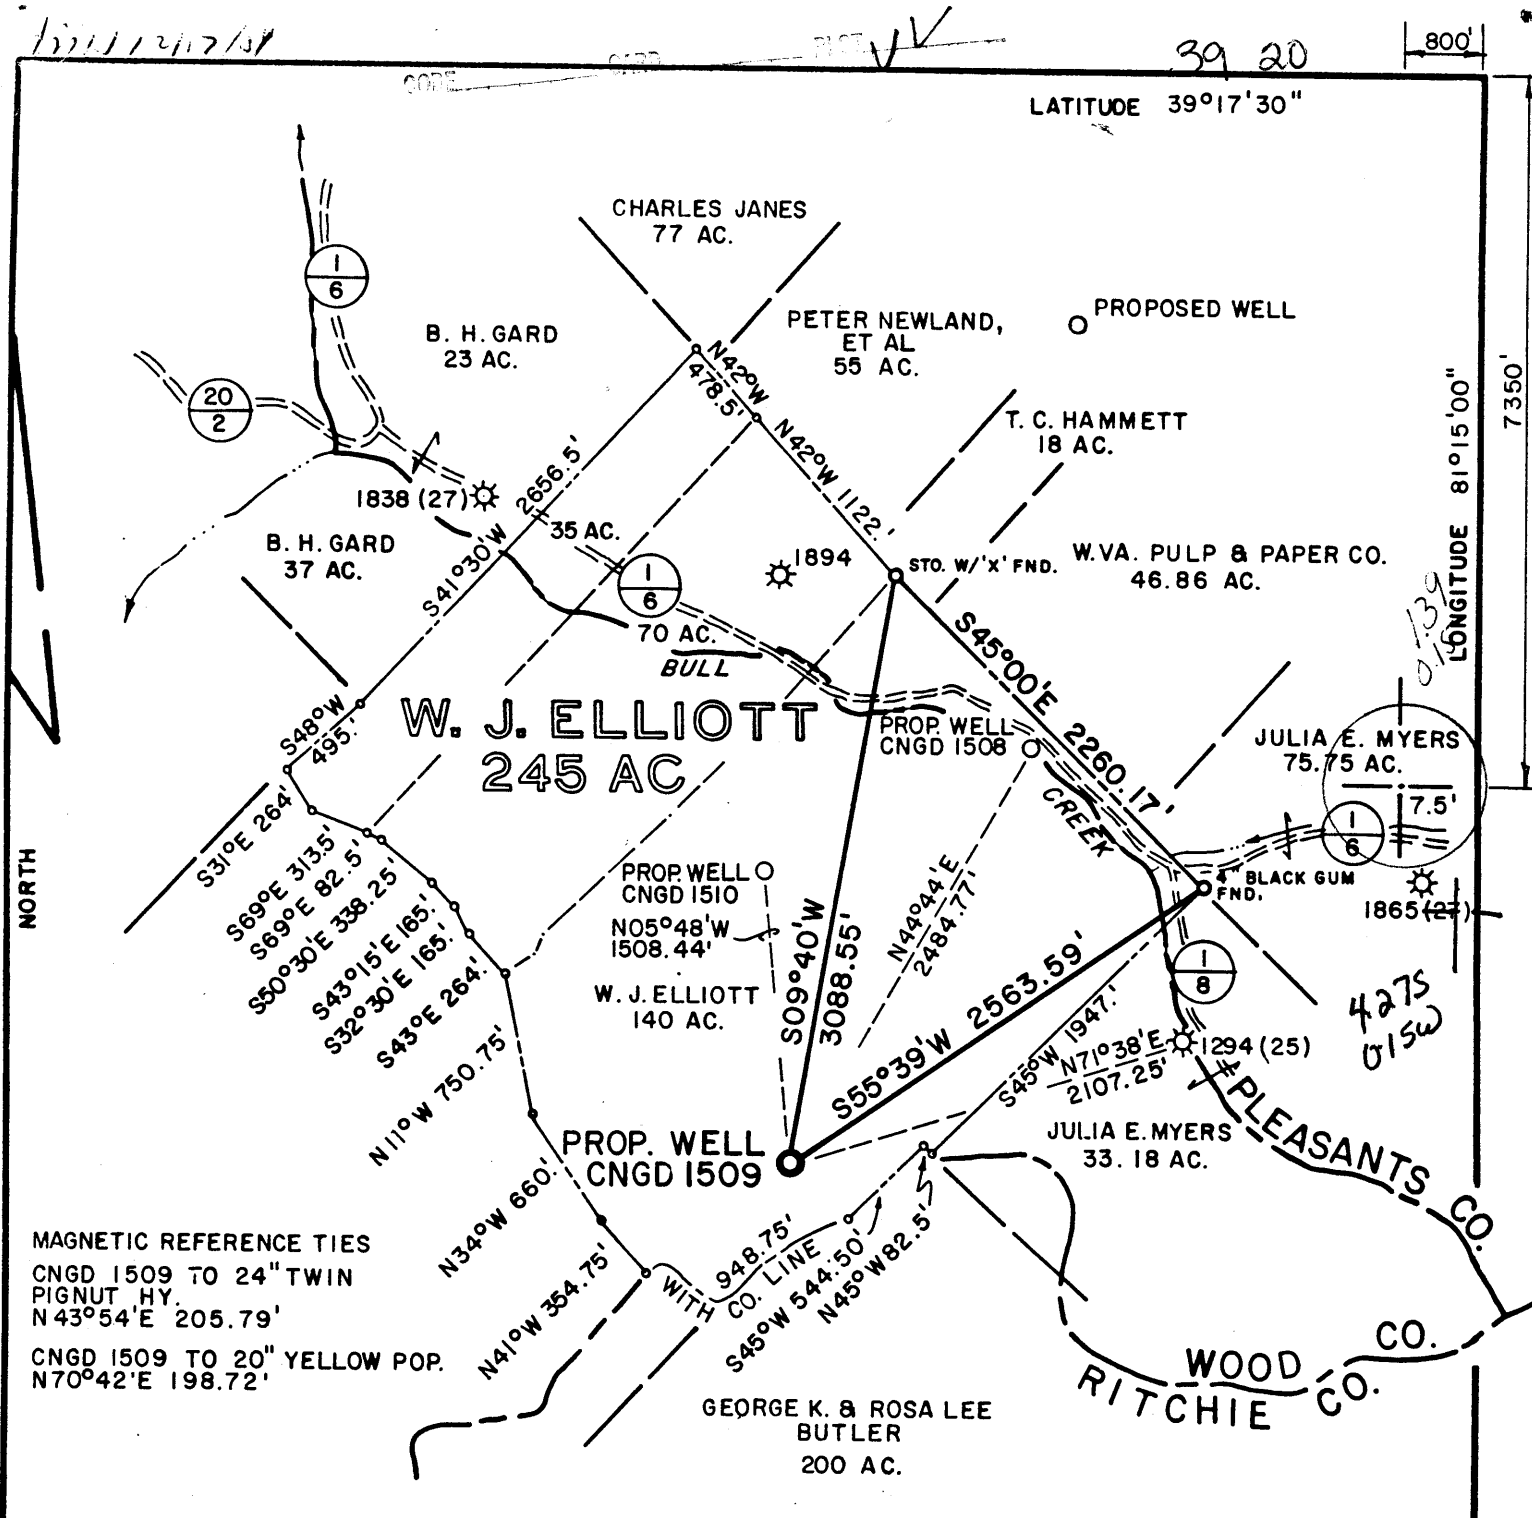 39 20
800'
LATITUDE 39°17'30"
CHARLES JANES
77 AC.
1
6
B. H. GARD
23 AC.
PETER NEWLAND,
ET AL
55 AC.
PROPOSED WELL
20
2
N42°W
478.5'
N42°W 1122.'
T. C. HAMMETT
18 AC.
7350'
LONGITUDE 81°15'00"
1838 (27)
S41°30'W 2656.5'
35 AC.
B. H. GARD
37 AC.
1
6
1894
STO. W/'X' FND.
W.VA. PULP & PAPER CO.
46.86 AC.
70 AC.
BULL
S45°00'E 2260.17'
1.39
S48°W
495.'
W. J. ELLIOTT
245 AC
PROP. WELL
CNGD 1508
CREEK
JULIA E. MYERS
75.75 AC.
7.5'
1
6
4" BLACK GUM
FND.
1865 (27)
NORTH
S31°E 264'
S69°E 313.5'
S69°E 82.5'
S50°30'E 338.25'
S43°15'E 165.'
S32°30'E 165.'
S43°E 264.'
PROP. WELL
CNGD 1510
N05°48'W
1508.44'
W. J. ELLIOTT
140 AC.
S09°40'W
3088.55'
N44°44'E
2484.77'
S55°39'W 2563.59'
S45°W 1947.'
1
8
4.27S
0.15W
N71°38'E
2107.25'
1294 (25)
N11°W 750.75'
PROP. WELL
CNGD 1509
JULIA E. MYERS
33.18 AC.
PLEASANTS CO.
N34°W 660.'
N41°W 354.75'
WITH CO. LINE
948.75'
S45°W 544.50'
N45°W 82.5'
MAGNETIC REFERENCE TIES
CNGD 1509 TO 24" TWIN
PIGNUT HY.
N43°54'E 205.79'
CNGD 1509 TO 20" YELLOW POP.
N70°42'E 198.72'
WOOD CO.
RITCHIE CO.
GEORGE K. & ROSA LEE
BUTLER
200 AC.